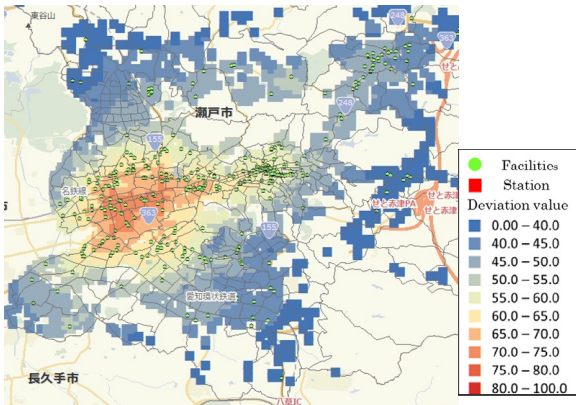 東谷山
248
363
せと
瀬戸市
248
155
名鉄線
363
せと赤津
せと赤津PA
せと赤津
155
愛知環状鉄道
長久手市
八草IC
Facilities
Station
Deviation value
0.00 – 40.0
40.0 – 45.0
45.0 – 50.0
50.0 – 55.0
55.0 – 60.0
60.0 – 65.0
65.0 – 70.0
70.0 – 75.0
75.0 – 80.0
80.0 – 100.0